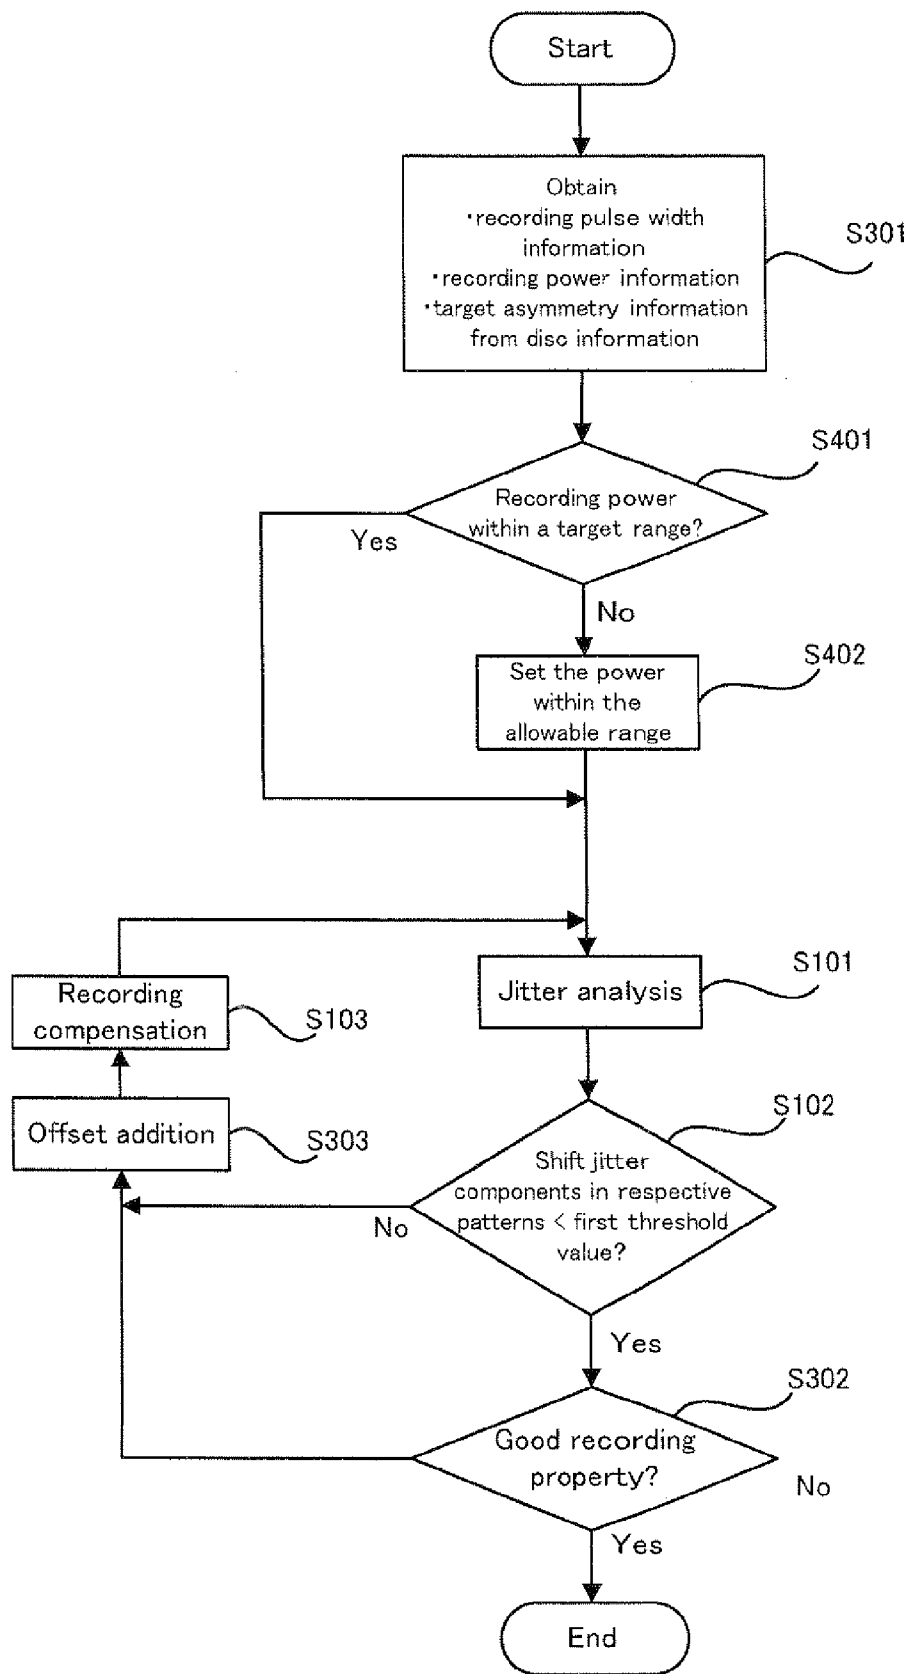 Start
Obtain
・recording pulse width
information
・recording power information
・target asymmetry information
from disc information
S301
S401
Recording power
within a target range?
Yes
No
S402
Set the power
within the
allowable range
S101
Jitter analysis
Recording
compensation
S103
S102
Offset addition
S303
Shift jitter
components in respective
patterns < first threshold
value?
No
Yes
S302
Good recording
property?
No
Yes
End